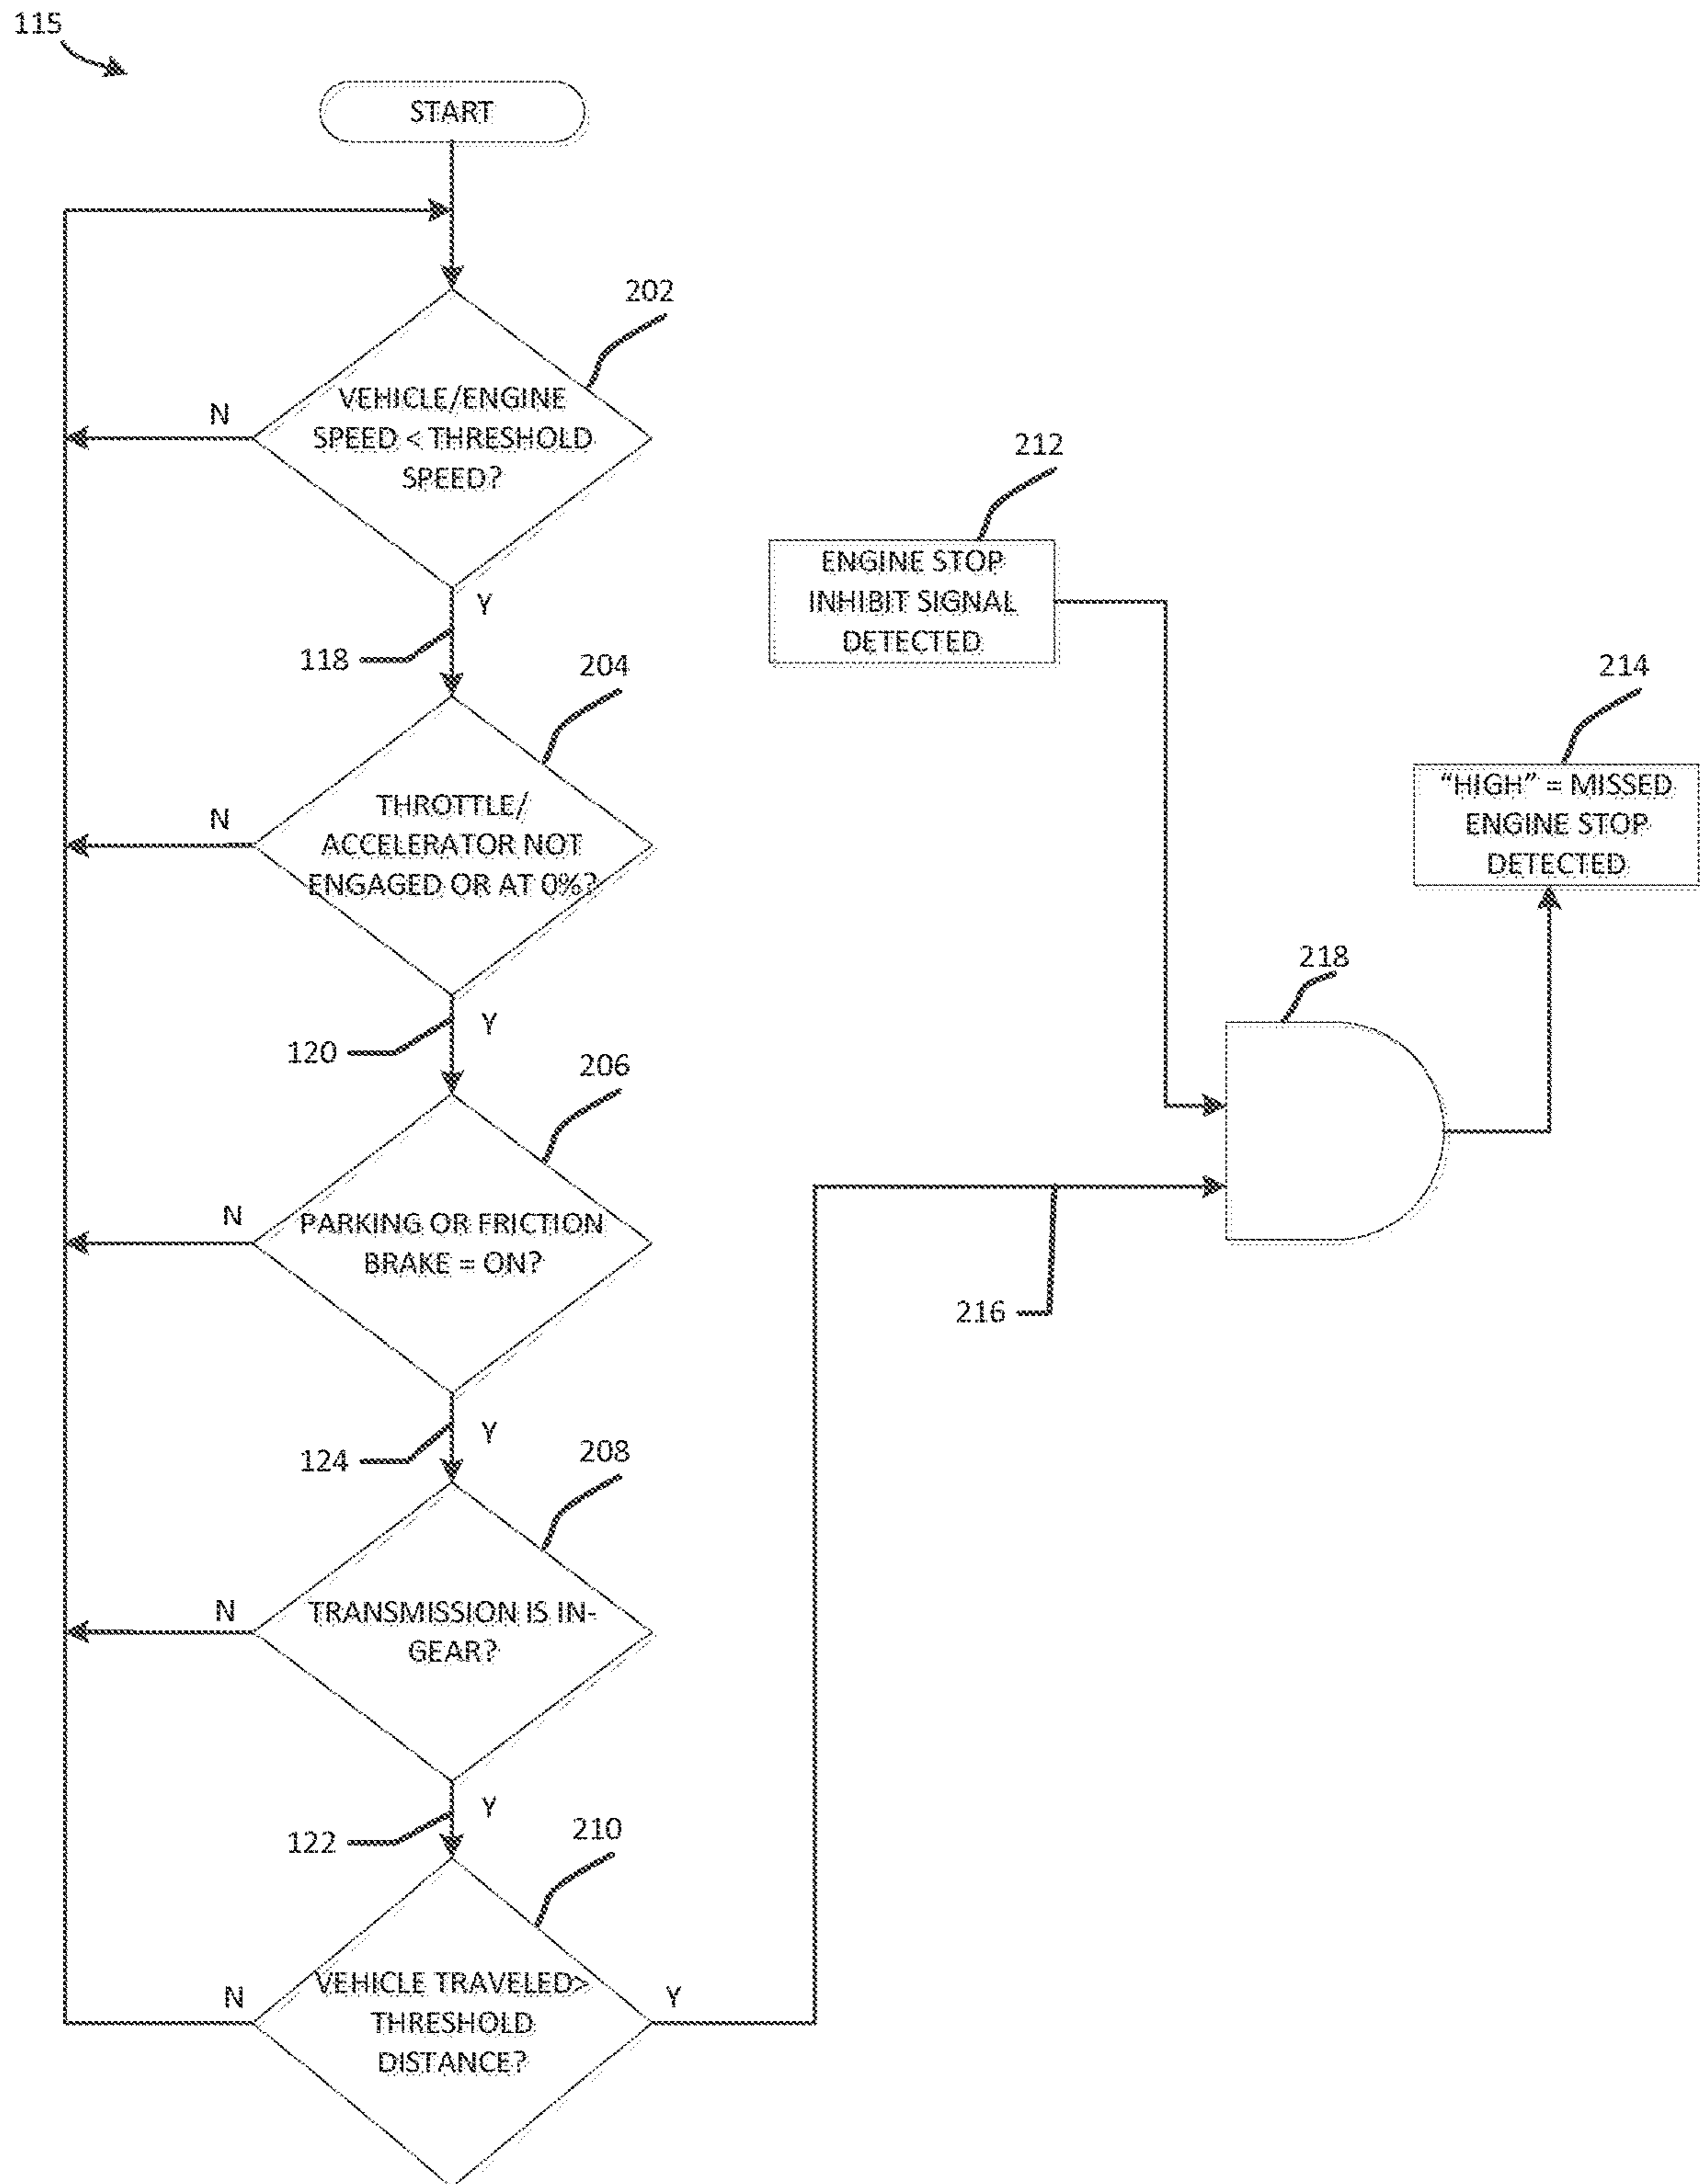 115
START
202
VEHICLE/ENGINE
SPEED < THRESHOLD
SPEED?
N
Y
118
204
THROTTLE/
ACCELERATOR NOT
ENGAGED OR AT 0%?
N
Y
120
206
PARKING OR FRICTION
BRAKE = ON?
N
Y
124
208
TRANSMISSION IS IN-
GEAR?
N
Y
122
210
VEHICLE TRAVELED>
THRESHOLD
DISTANCE?
N
Y
212
ENGINE STOP
INHIBIT SIGNAL
DETECTED
214
“HIGH” = MISSED
ENGINE STOP
DETECTED
218
216